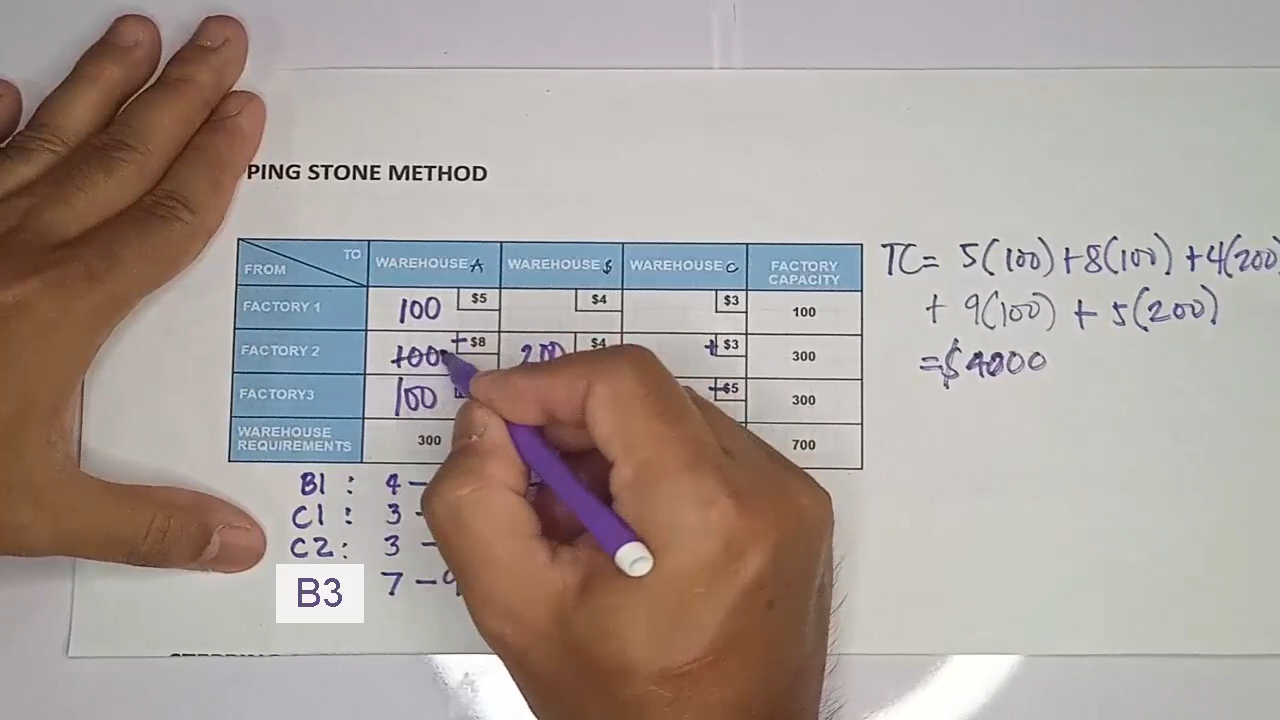 PING STONE METHOD
TO
FROM
WAREHOUSE A
WAREHOUSE B
WAREHOUSE C
FACTORY CAPACITY
FACTORY 1
100
$5
$4
$3
100
FACTORY 2
100
+
$8
200
$4
+
$3
300
FACTORY3
100
-
$5
300
WAREHOUSE REQUIREMENTS
300
700
TC= 5(100)+8(100)+4(200)
+ 9(100) + 5(200)
=$4000
B1 : 4 -
C1 : 3 -
C2 : 3 -
B3 7 - 9